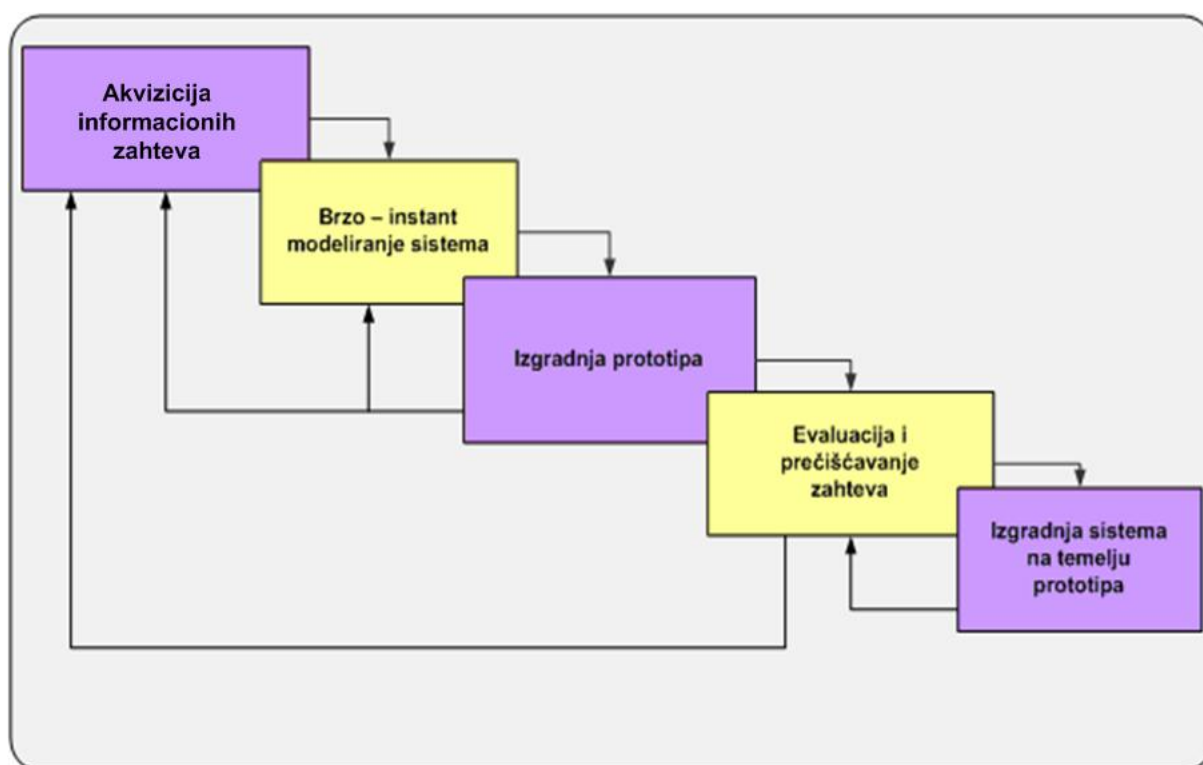 Akvizicija
informacionih
zahteva
Brzo – instant
modeliranje sistema
Izgradnja prototipa
Evaluacija i
prečišćavanje
zahteva
Izgradnja sistema
na temelju
prototipa